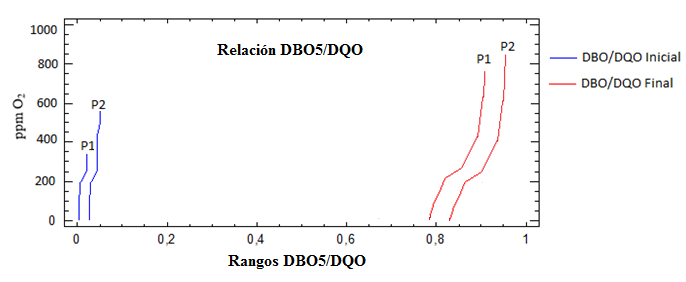 Relación DBO5/DQO
ppm O₂
1000
800
600
400
200
0
P1
P2
P1
P2
DBO/DQO Inicial
DBO/DQO Final
0
0,2
0,4
0,6
0,8
1
Rangos DBO5/DQO